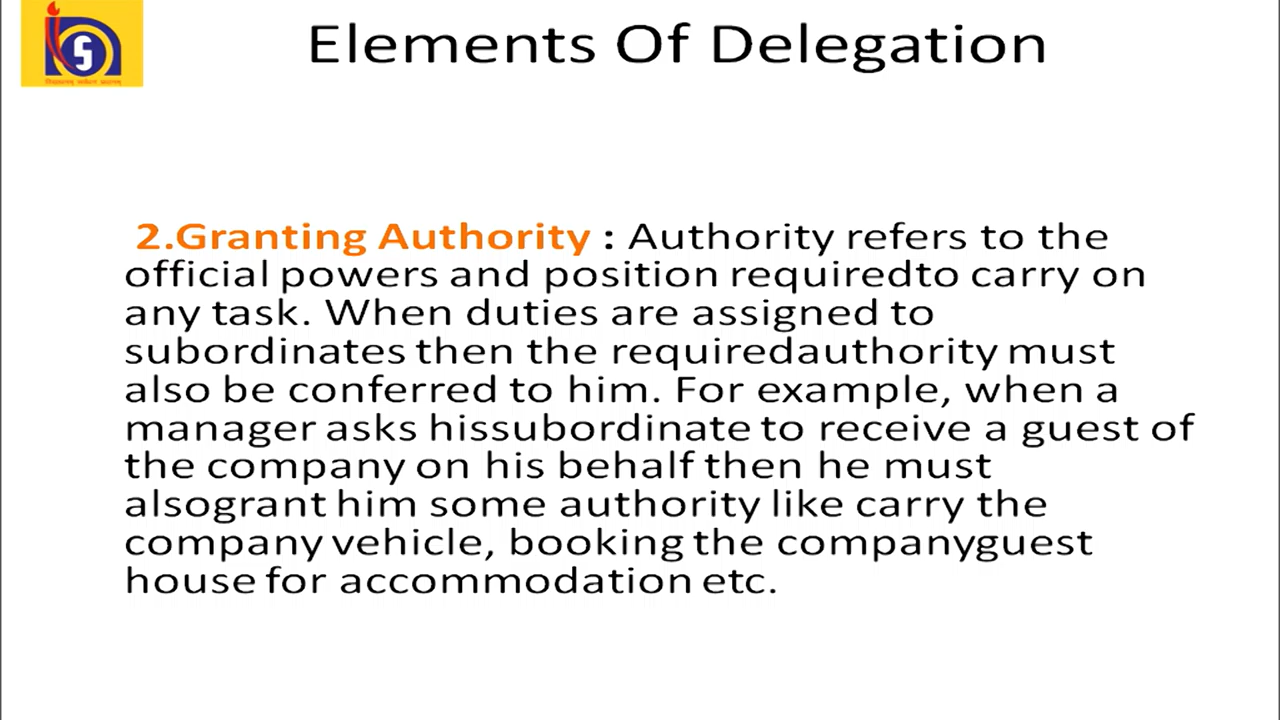 Elements Of Delegation
2.Granting Authority : Authority refers to the
official powers and position requiredto carry on
any task. When duties are assigned to
subordinates then the requiredauthority must
also be conferred to him. For example, when a
manager asks hissubordinate to receive a guest of
the company on his behalf then he must
alsogrant him some authority like carry the
company vehicle, booking the companyguest
house for accommodation etc.